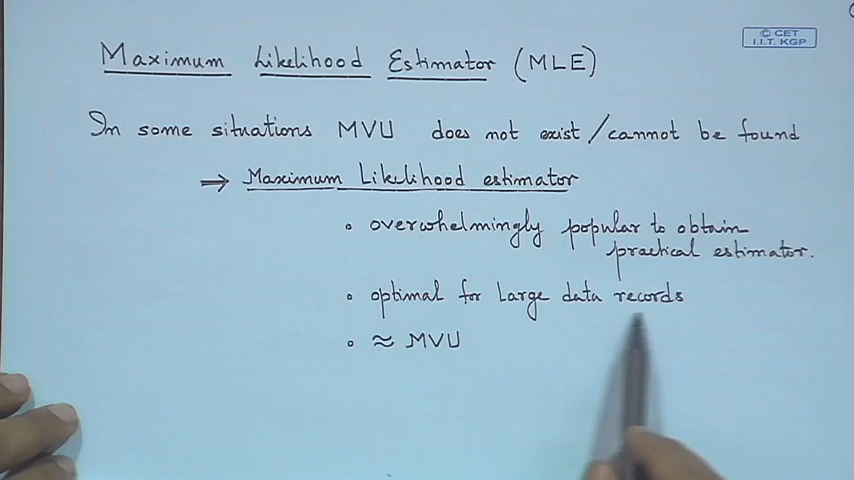 © CET
I.I.T. KGP
Maximum Likelihood Estimator (MLE)
In some situations MVU does not exist/cannot be found
⇒ Maximum Likelihood estimator
• overwhelmingly popular to obtain
practical estimator.
• optimal for large data records
• ≈ MVU